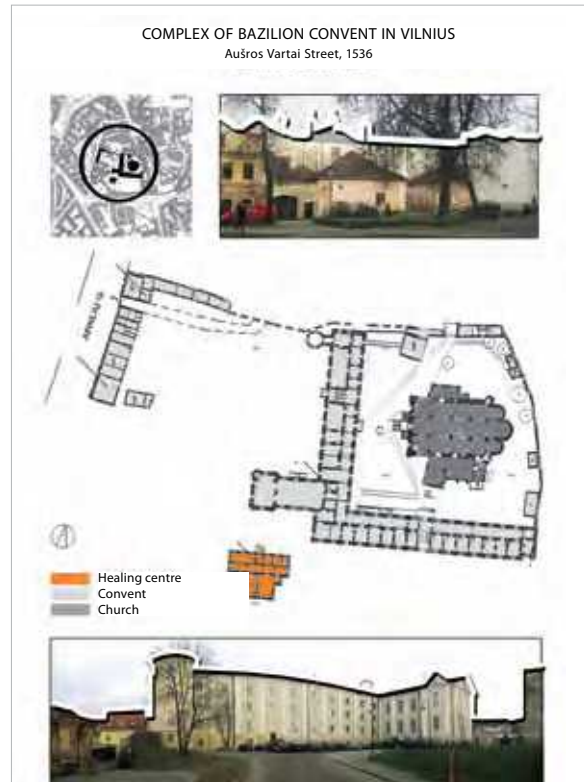 COMPLEX OF BAZILION CONVENT IN VILNIUS
Aušros Vartai Street, 1536
Healing centre
Convent
Church